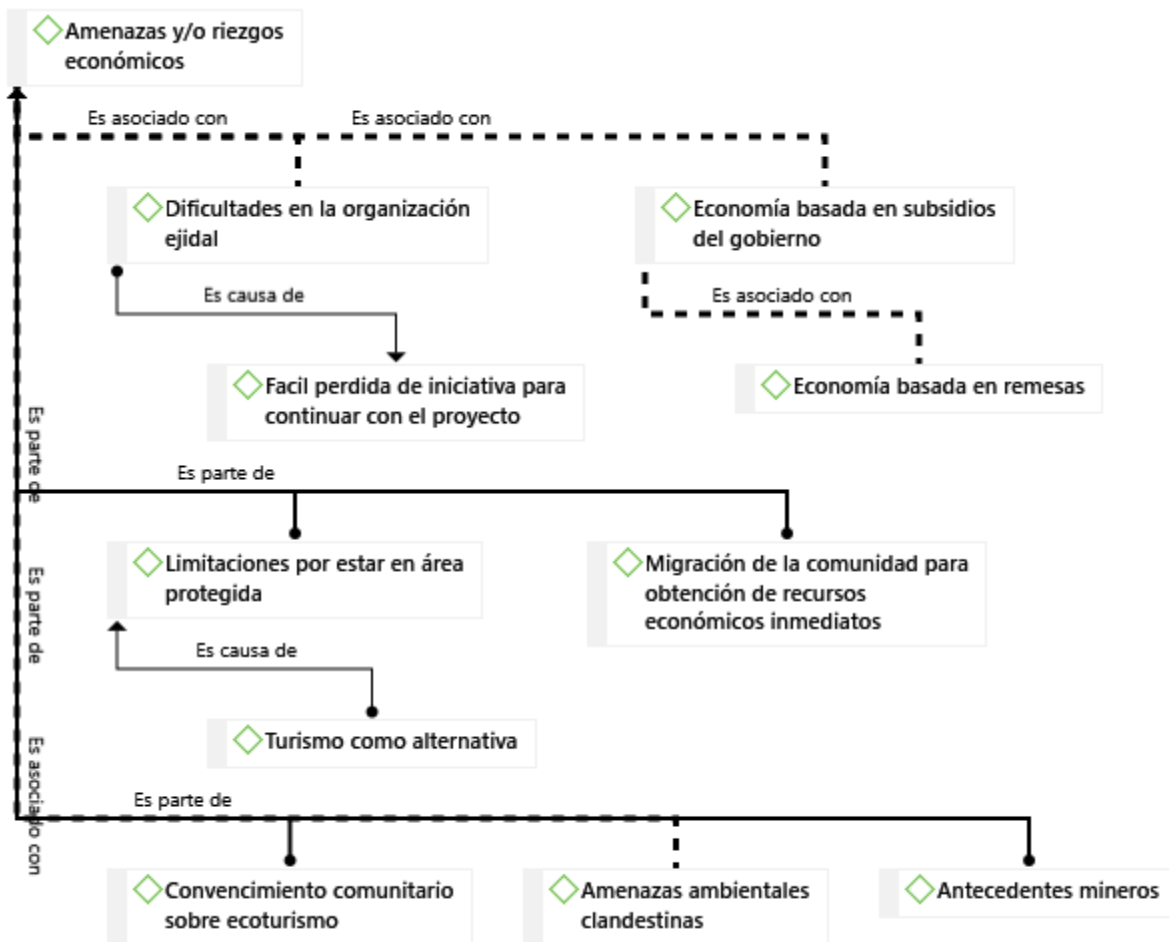 Amenazas y/o riezgos
económicos
Es asociado con
Es asociado con
Dificultades en la organización
ejidal
Economía basada en subsidios
del gobierno
Es causa de
Es asociado con
Facil perdida de iniciativa para
continuar con el proyecto
Economía basada en remesas
Es parte de
Es parte de
Limitaciones por estar en área
protegida
Migración de la comunidad para
obtención de recursos
económicos inmediatos
Es parte de
Es causa de
Turismo como alternativa
Es asociado con
Es parte de
Convencimiento comunitario
sobre ecoturismo
Amenazas ambientales
clandestinas
Antecedentes mineros